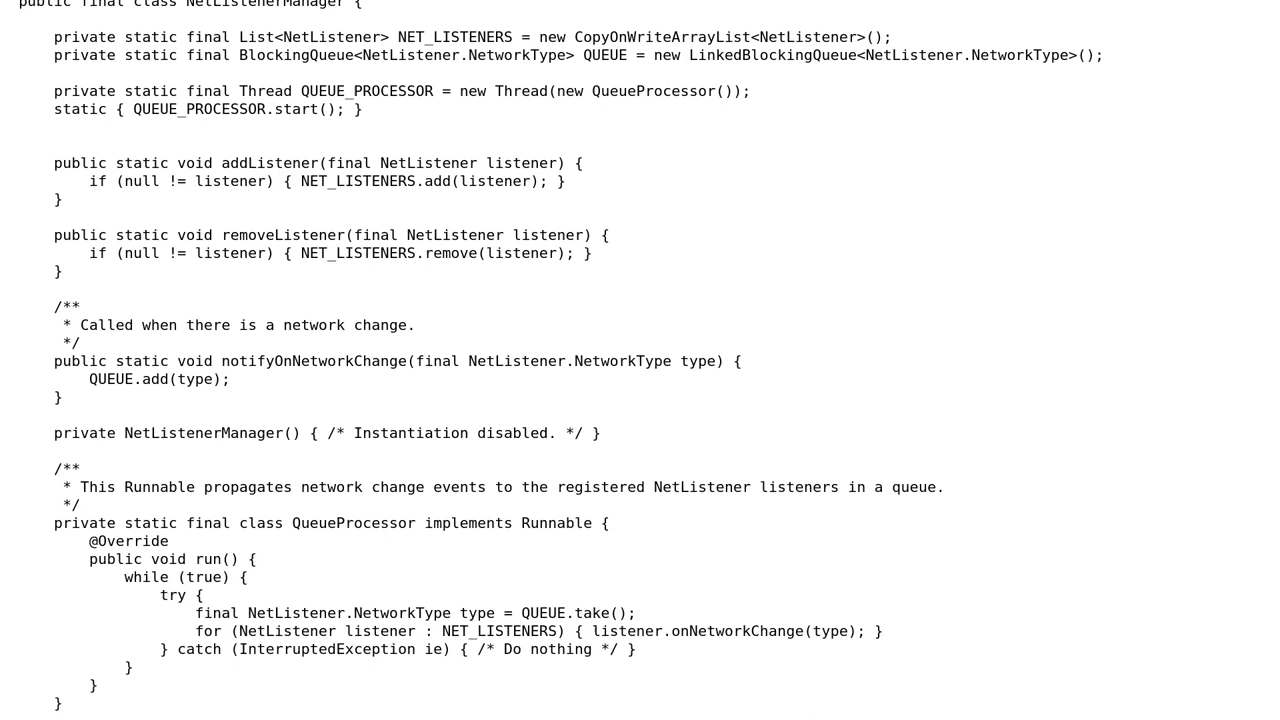 public final class NetListenerManager {

    private static final List<NetListener> NET_LISTENERS = new CopyOnWriteArrayList<NetListener>();
    private static final BlockingQueue<NetListener.NetworkType> QUEUE = new LinkedBlockingQueue<NetListener.NetworkType>();

    private static final Thread QUEUE_PROCESSOR = new Thread(new QueueProcessor());
    static { QUEUE_PROCESSOR.start(); }


    public static void addListener(final NetListener listener) {
        if (null != listener) { NET_LISTENERS.add(listener); }
    }

    public static void removeListener(final NetListener listener) {
        if (null != listener) { NET_LISTENERS.remove(listener); }
    }

    /**
     * Called when there is a network change.
     */
    public static void notifyOnNetworkChange(final NetListener.NetworkType type) {
        QUEUE.add(type);
    }

    private NetListenerManager() { /* Instantiation disabled. */ }

    /**
     * This Runnable propagates network change events to the registered NetListener listeners in a queue.
     */
    private static final class QueueProcessor implements Runnable {
        @Override
        public void run() {
            while (true) {
                try {
                    final NetListener.NetworkType type = QUEUE.take();
                    for (NetListener listener : NET_LISTENERS) { listener.onNetworkChange(type); }
                } catch (InterruptedException ie) { /* Do nothing */ }
            }
        }
    }